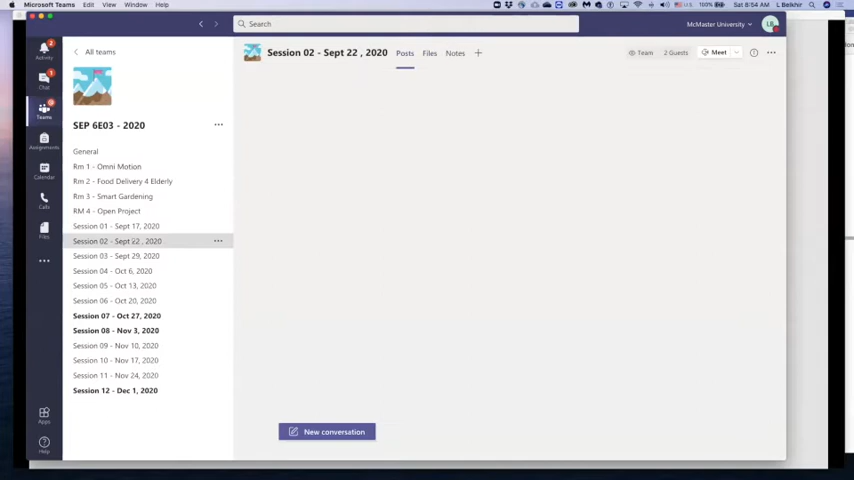 Microsoft Teams Edit View Window Help
U.S. 100% Sat 8:54 AM L Belkhir
Search
McMaster University
LB
Activity
2
Chat
1
Teams
Assignments
Calendar
Calls
Files
Apps
Help
All teams
SEP 6E03 - 2020
General
Rm 1 - Omni Motion
Rm 2 - Food Delivery 4 Elderly
Rm 3 - Smart Gardening
RM 4 - Open Project
Session 01 - Sept 17, 2020
Session 02 - Sept 22 , 2020
Session 03 - Sept 29, 2020
Session 04 - Oct 6, 2020
Session 05 - Oct 13, 2020
Session 06 - Oct 20, 2020
Session 07 - Oct 27, 2020
Session 08 - Nov 3, 2020
Session 09 - Nov 10, 2020
Session 10 - Nov 17, 2020
Session 11 - Nov 24, 2020
Session 12 - Dec 1, 2020
Session 02 - Sept 22 , 2020 Posts Files Notes
Team 2 Guests Meet
New conversation